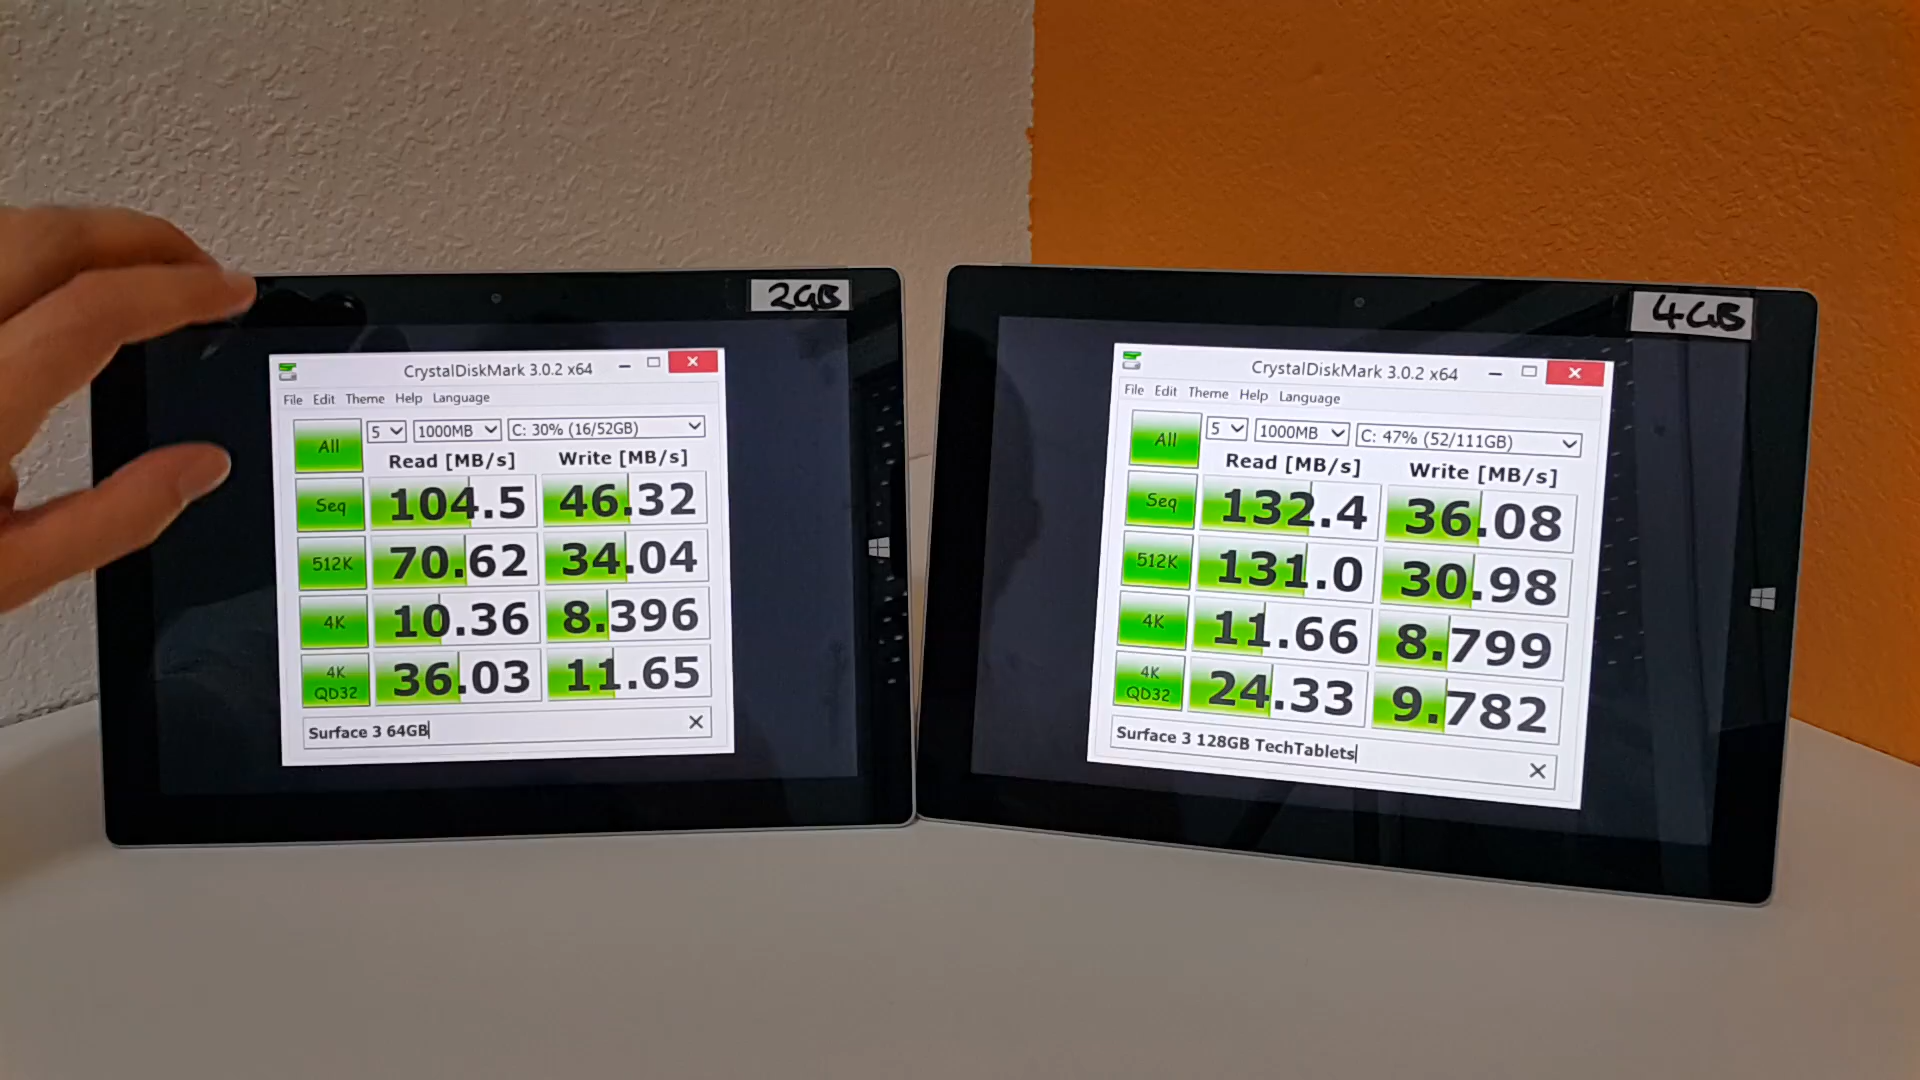 2GB
CrystalDiskMark 3.0.2 x64
File Edit Theme Help Language
All 5 1000MB C: 30% (16/52GB)
Read [MB/s] Write [MB/s]
Seq 104.5 46.32
512K 70.62 34.04
4K 10.36 8.396
4K QD32 36.03 11.65
Surface 3 64GB
4GB
CrystalDiskMark 3.0.2 x64
File Edit Theme Help Language
All 5 1000MB C: 47% (52/111GB)
Read [MB/s] Write [MB/s]
Seq 132.4 36.08
512K 131.0 30.98
4K 11.66 8.799
4K QD32 24.33 9.782
Surface 3 128GB TechTablets